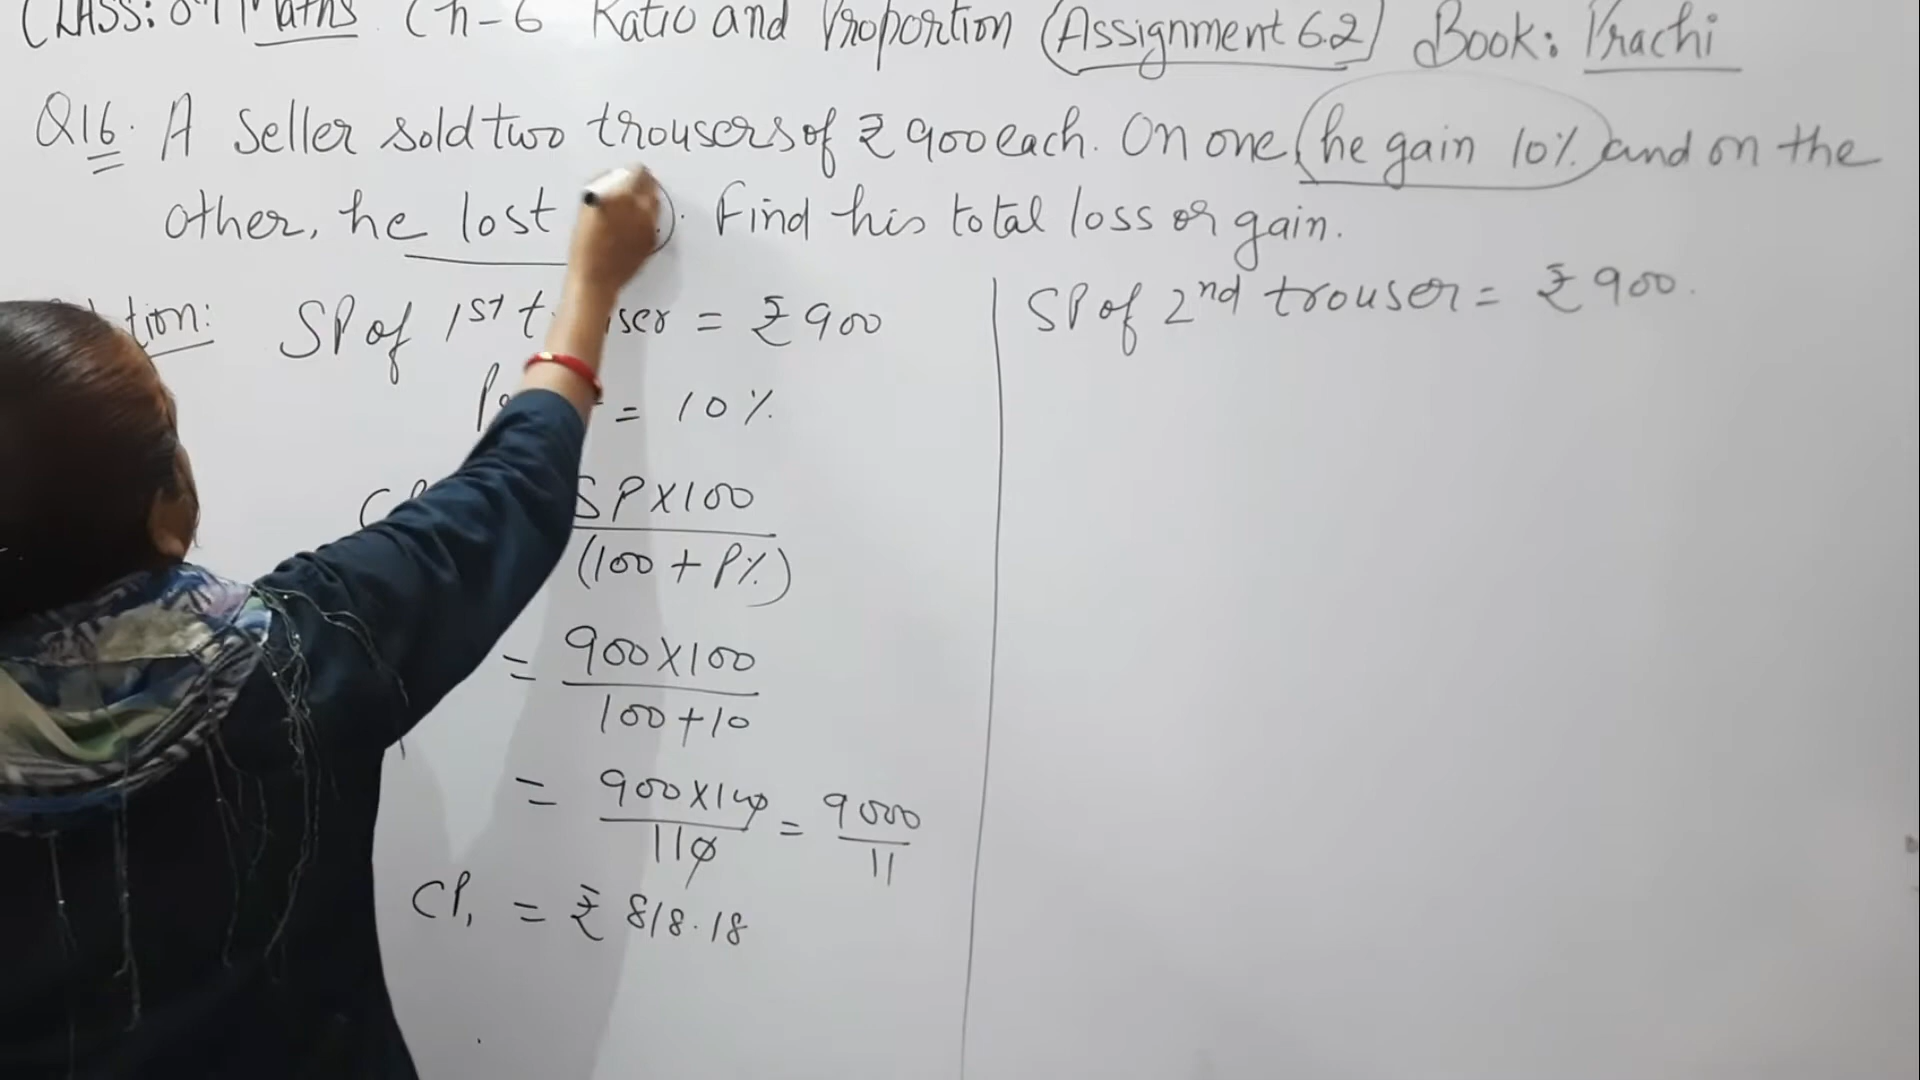 CLASS: 07 Maths Ch-6 Ratio and Proportion (Assignment 6.2) Book: Prachi
Q16. A Seller sold two trousers of ₹900 each. On one, he gain 10% and on the
other, he lost Find his total loss or gain.
SP of 1st = ₹900
= 10%
SP×100
(100 + P%)
= 900×100
100+10
= 900×100 = 9000
110 11
CP₁ = ₹818.18
SP of 2nd trouser = ₹900.